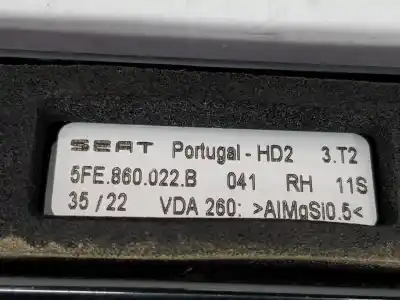 SEAT Portugal - HD2 3.T2
5FE.860.022.B 041 RH 11S
35/22 VDA 260: >AlMgSi0.5<